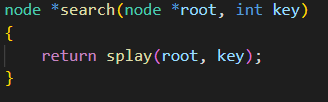 node *search(node *root, int key)
{
    return splay(root, key);
}